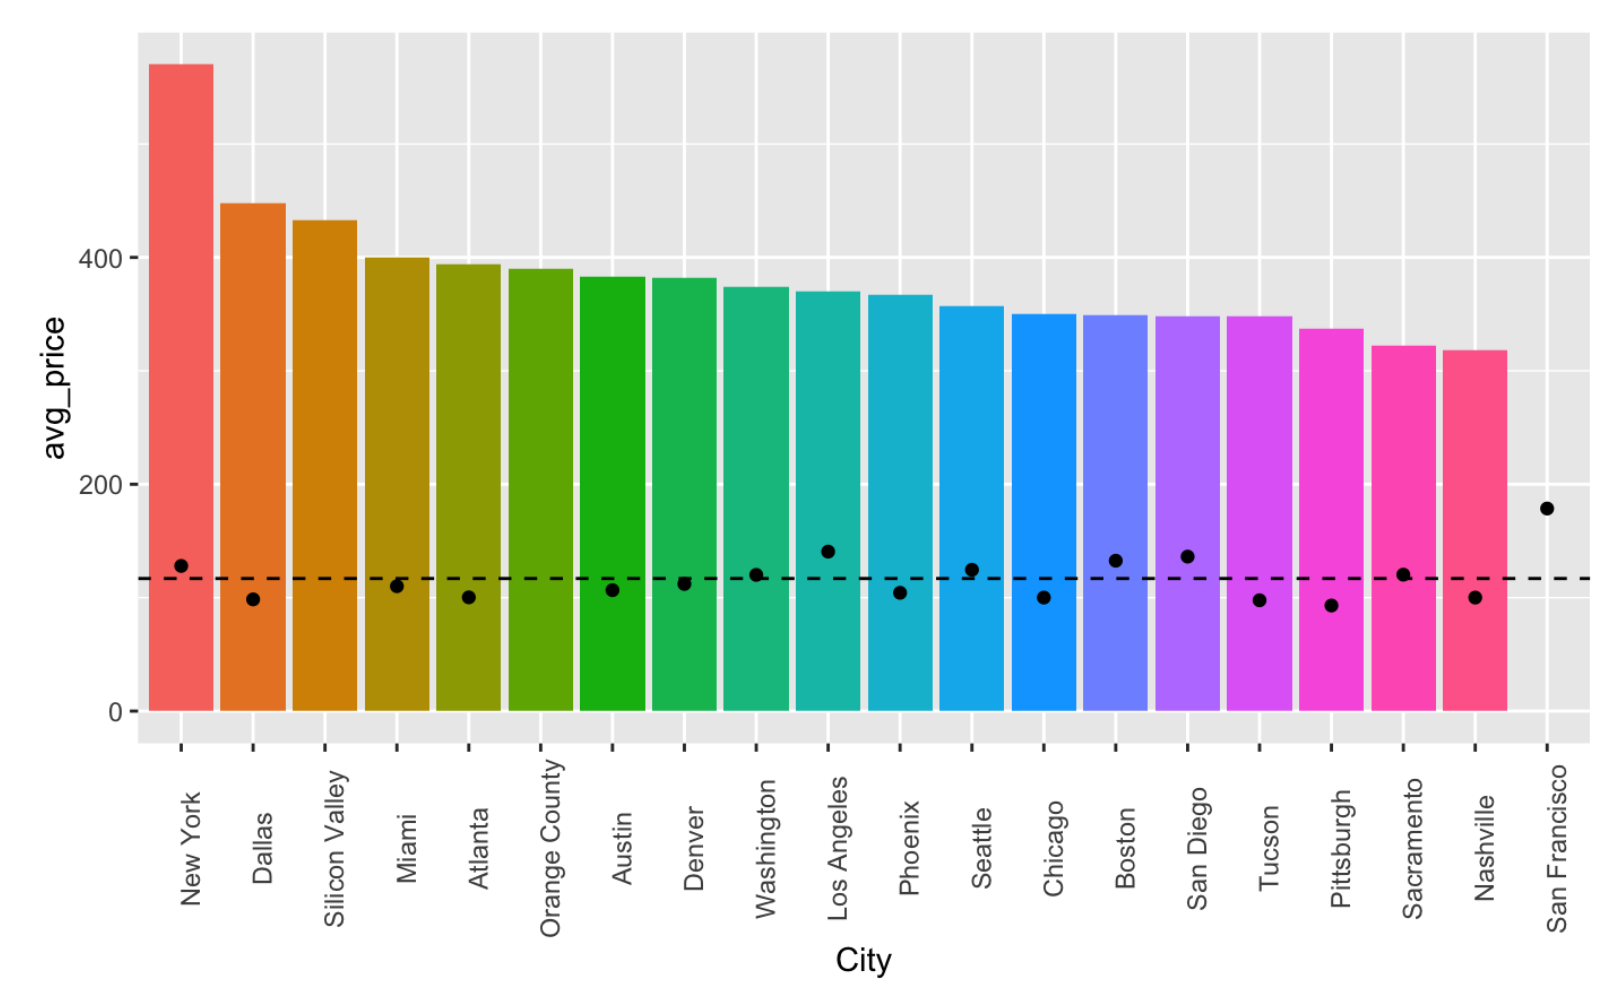 avg_price
400
200
0
New York
Dallas
Silicon Valley
Miami
Atlanta
Orange County
Austin
Denver
Washington
Los Angeles
Phoenix
Seattle
Chicago
Boston
San Diego
Tucson
Pittsburgh
Sacramento
Nashville
San Francisco
City